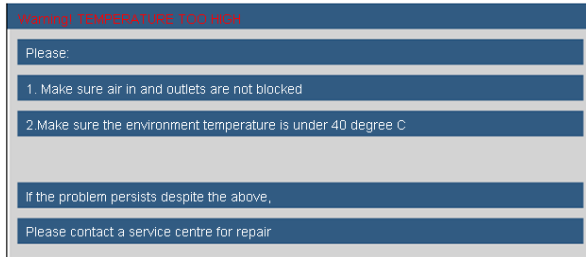 Warning! TEMPERATURE TOO HIGH
Please:
1. Make sure air in and outlets are not blocked
2.Make sure the environment temperature is under 40 degree C
If the problem persists despite the above,
Please contact a service centre for repair